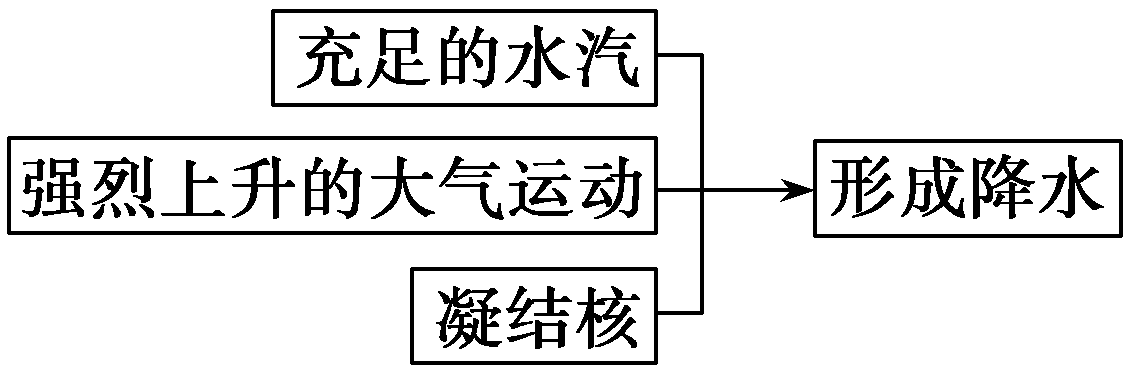 充足的水汽
强烈上升的大气运动
凝结核
形成降水